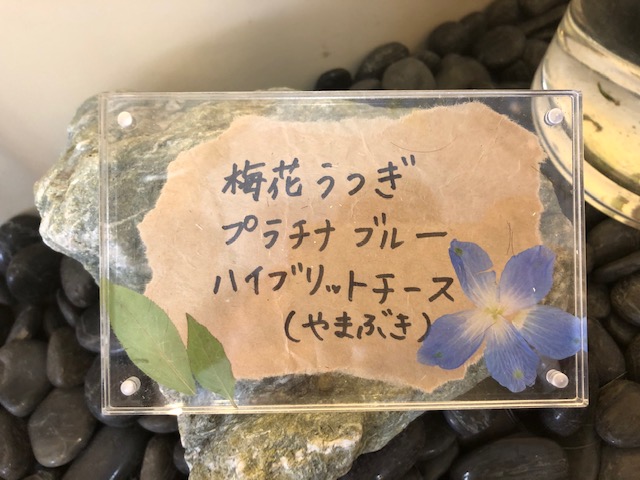 梅花うつぎ
プラチナブルー
ハイブリットチース
(やまぶき)